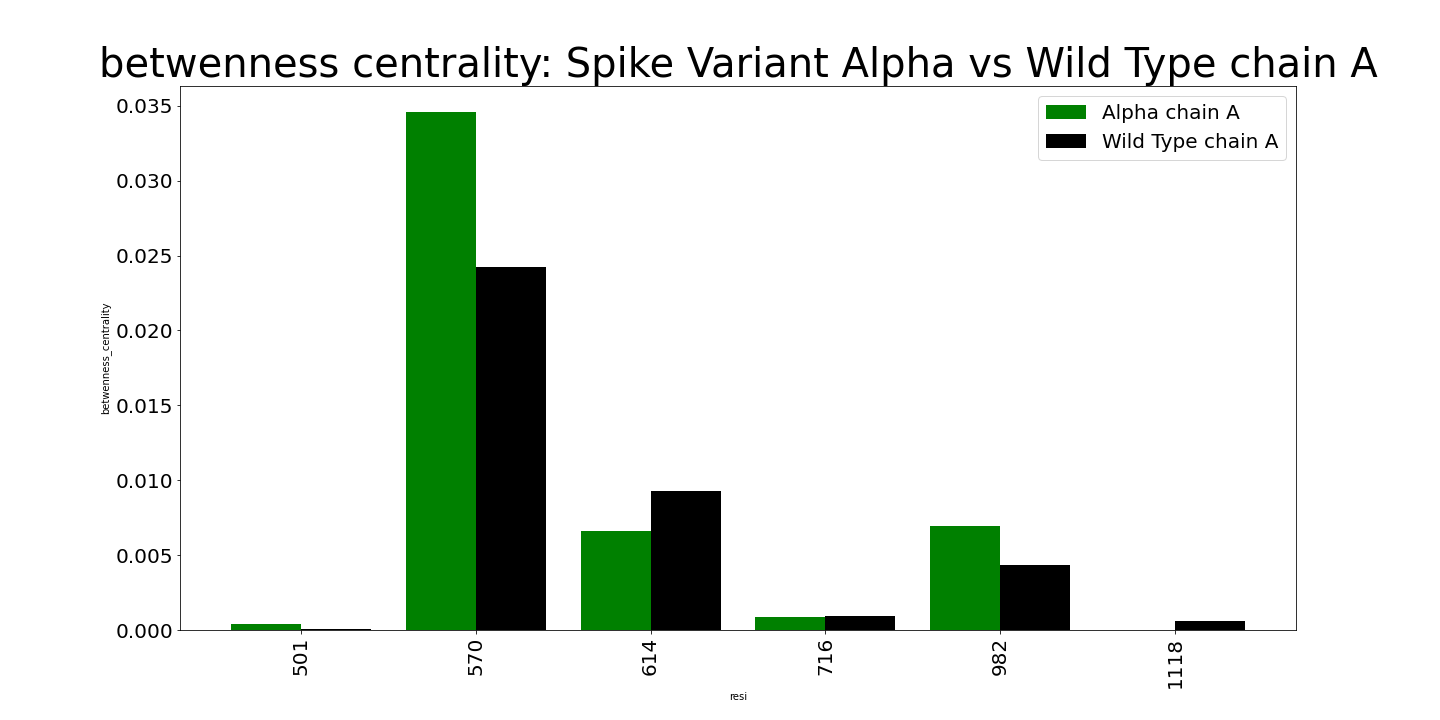 betwenness centrality: Spike Variant Alpha vs Wild Type chain A
Alpha chain A
Wild Type chain A
0.035
0.030
0.025
0.020
0.015
0.010
0.005
0.000
betwenness_centrality
501
570
614
716
982
1118
resi